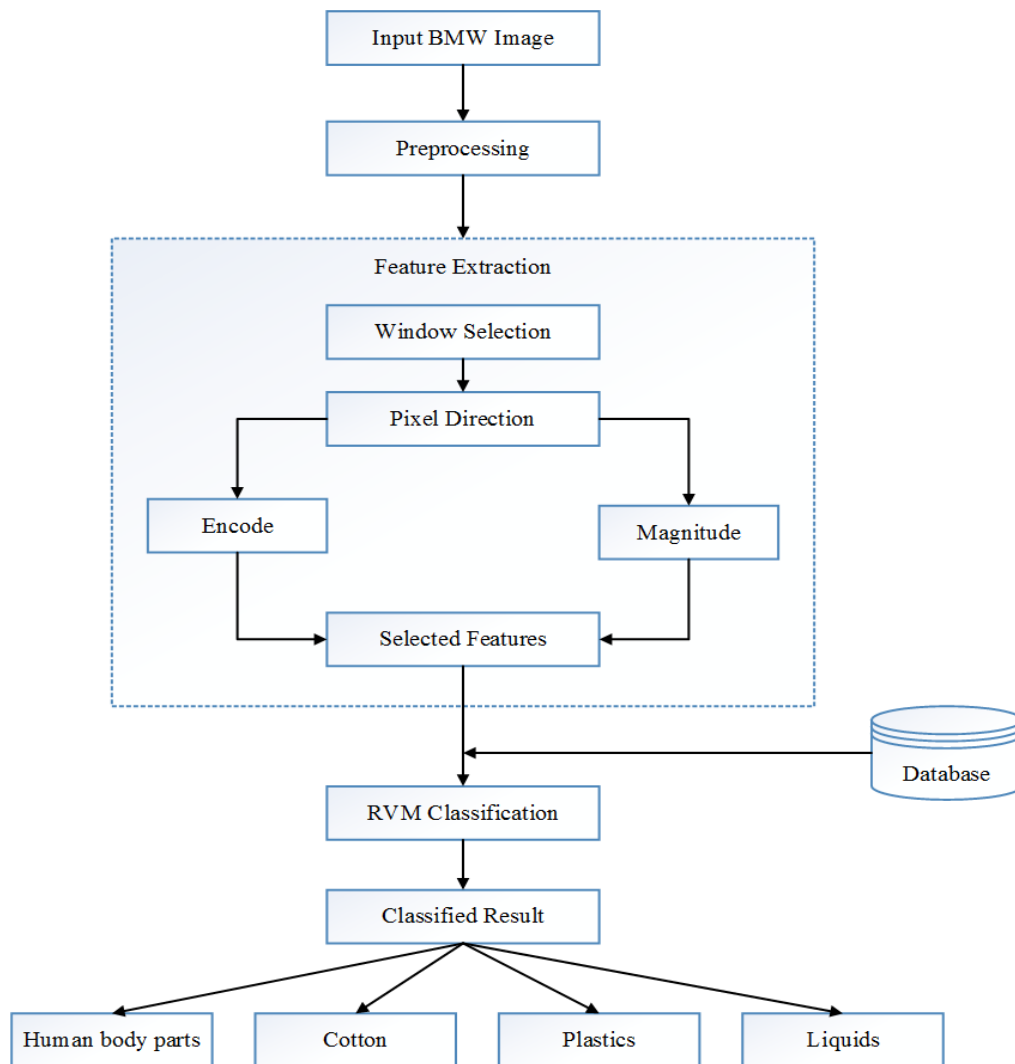 Input BMW Image
Preprocessing
Feature Extraction
Window Selection
Pixel Direction
Encode
Magnitude
Selected Features
Database
RVM Classification
Classified Result
Human body parts
Cotton
Plastics
Liquids